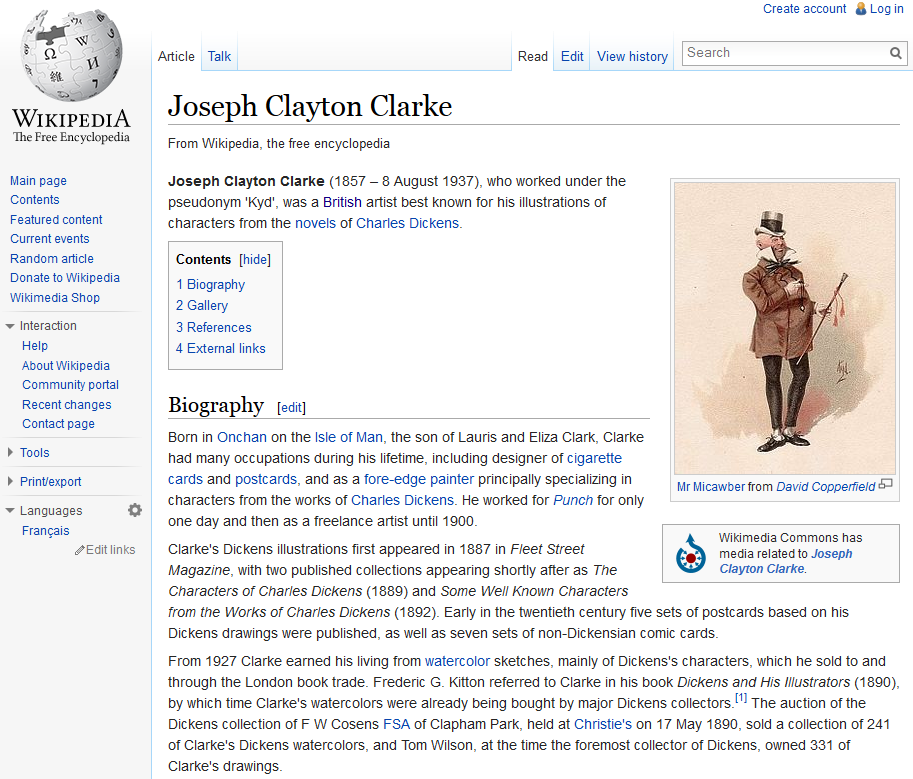 Create account Log in
WIKIPEDIA
The Free Encyclopedia
Article Talk Read Edit View history Search
Main page
Contents
Featured content
Current events
Random article
Donate to Wikipedia
Wikimedia Shop
Interaction
Help
About Wikipedia
Community portal
Recent changes
Contact page
Tools
Print/export
Languages
Français
Edit links
Joseph Clayton Clarke
From Wikipedia, the free encyclopedia
Joseph Clayton Clarke (1857 – 8 August 1937), who worked under the
pseudonym 'Kyd', was a British artist best known for his illustrations of
characters from the novels of Charles Dickens.
Contents [hide]
1 Biography
2 Gallery
3 References
4 External links
Mr Micawber from David Copperfield
Wikimedia Commons has
media related to Joseph
Clayton Clarke.
Biography [edit]
Born in Onchan on the Isle of Man, the son of Lauris and Eliza Clark, Clarke
had many occupations during his lifetime, including designer of cigarette
cards and postcards, and as a fore-edge painter principally specializing in
characters from the works of Charles Dickens. He worked for Punch for only
one day and then as a freelance artist until 1900.
Clarke's Dickens illustrations first appeared in 1887 in Fleet Street
Magazine, with two published collections appearing shortly after as The
Characters of Charles Dickens (1889) and Some Well Known Characters
from the Works of Charles Dickens (1892). Early in the twentieth century five sets of postcards based on his
Dickens drawings were published, as well as seven sets of non-Dickensian comic cards.
From 1927 Clarke earned his living from watercolor sketches, mainly of Dickens's characters, which he sold to and
through the London book trade. Frederic G. Kitton referred to Clarke in his book Dickens and His Illustrators (1890),
by which time Clarke's watercolors were already being bought by major Dickens collectors.[1] The auction of the
Dickens collection of F W Cosens FSA of Clapham Park, held at Christie's on 17 May 1890, sold a collection of 241
of Clarke's Dickens watercolors, and Tom Wilson, at the time the foremost collector of Dickens, owned 331 of
Clarke's drawings.